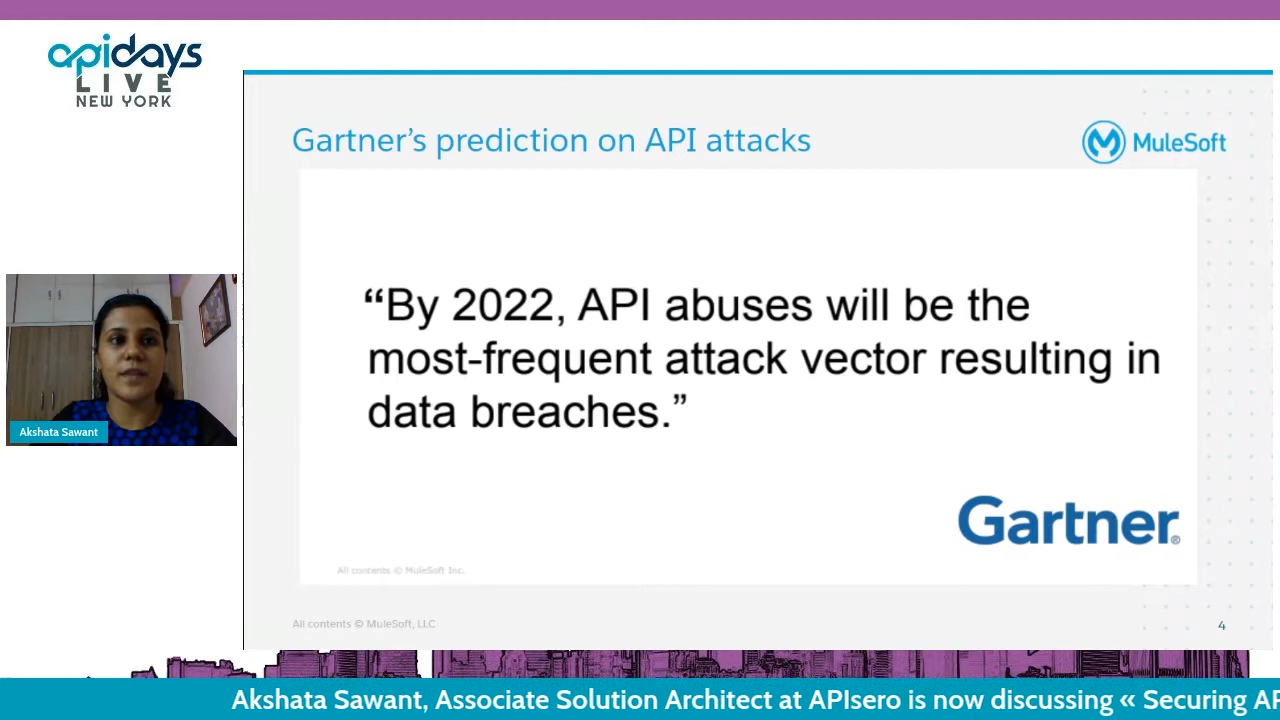 apidays
LIVE
NEW YORK
Gartner's prediction on API attacks
MuleSoft
“By 2022, API abuses will be the
most-frequent attack vector resulting in
data breaches.”
Gartner®
All contents © MuleSoft Inc.
All contents © MuleSoft, LLC
4
Akshata Sawant
Akshata Sawant, Associate Solution Architect at APIsero is now discussing « Securing AP